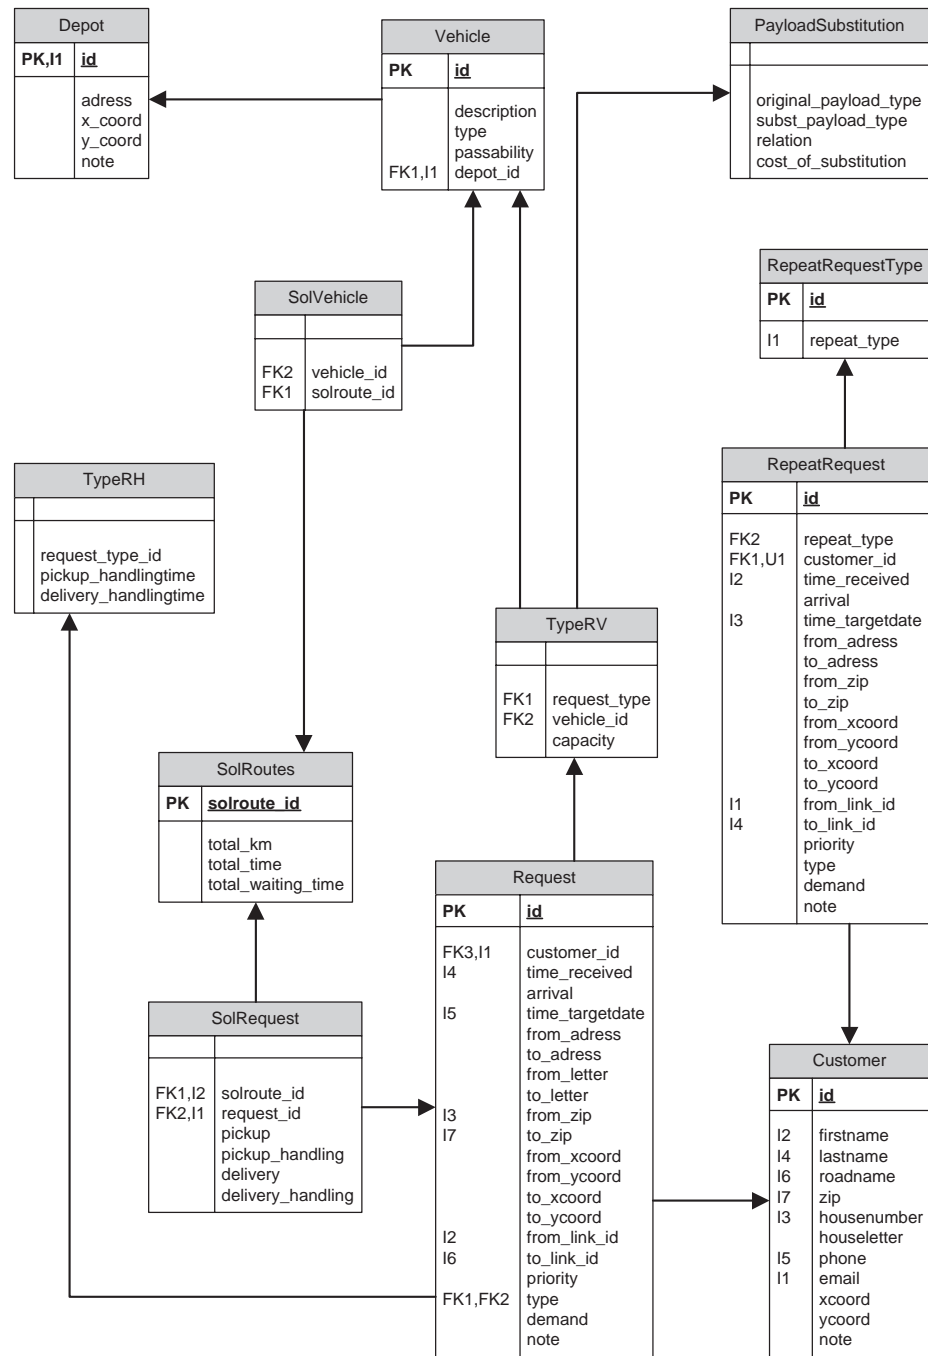 Depot
PK,I1 id
adress
x_coord
y_coord
note
Vehicle
PK id
description
type
passability
FK1,I1 depot_id
PayloadSubstitution
original_payload_type
subst_payload_type
relation
cost_of_substitution
RepeatRequestType
PK id
I1 repeat_type
SolVehicle
FK2 vehicle_id
FK1 solroute_id
TypeRH
request_type_id
pickup_handlingtime
delivery_handlingtime
RepeatRequest
PK id
FK2 repeat_type
FK1,U1 customer_id
I2 time_received
arrival
I3 time_targetdate
from_adress
to_adress
from_zip
to_zip
from_xcoord
from_ycoord
to_xcoord
to_ycoord
I1 from_link_id
I4 to_link_id
priority
type
demand
note
TypeRV
FK1 request_type
FK2 vehicle_id
capacity
SolRoutes
PK solroute_id
total_km
total_time
total_waiting_time
Request
PK id
FK3,I1 customer_id
I4 time_received
arrival
I5 time_targetdate
from_adress
to_adress
from_letter
to_letter
I3 from_zip
I7 to_zip
from_xcoord
from_ycoord
to_xcoord
to_ycoord
I2 from_link_id
I6 to_link_id
priority
FK1,FK2 type
demand
note
SolRequest
FK1,I2 solroute_id
FK2,I1 request_id
pickup
pickup_handling
delivery
delivery_handling
Customer
PK id
I2 firstname
I4 lastname
I6 roadname
I7 zip
I3 housenumber
houseletter
I5 phone
I1 email
xcoord
ycoord
note